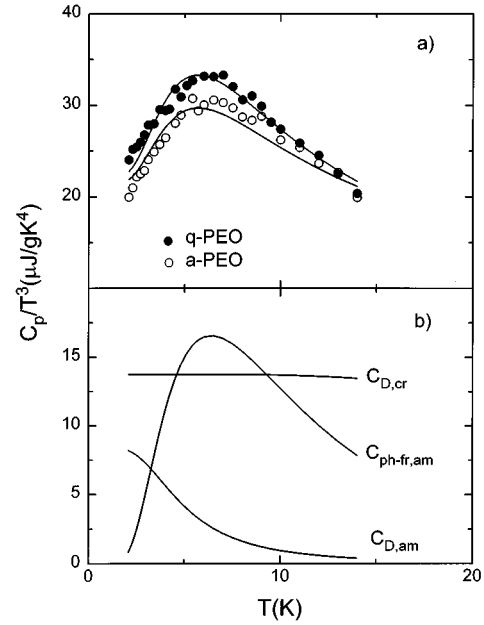 40
a)
30
20
q-PEO
a-PEO
C_p/T^3(μJ/gK^4)
b)
15
C_D,cr
10
C_ph-fr,am
5
C_D,am
0
0
10
20
T(K)